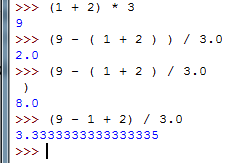 >>> (1 + 2) * 3
9
>>> (9 - ( 1 + 2 ) ) / 3.0
2.0
>>> (9 - ( 1 + 2 ) / 3.0
 )
8.0
>>> (9 - 1 + 2) / 3.0
3.3333333333333335
>>>